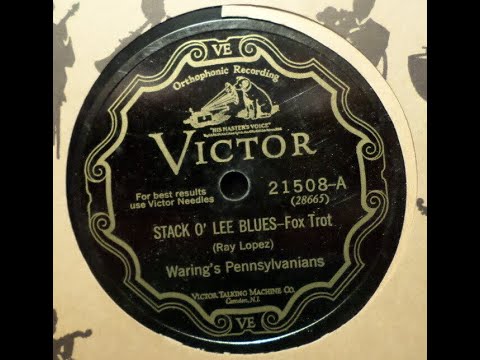 VE
Orthophonic Recording
"HIS MASTER'S VOICE"
VICTOR
For best results
use Victor Needles
21508-A
(28665)
STACK O' LEE BLUES–Fox Trot
(Ray Lopez)
Waring's Pennsylvanians
VICTOR TALKING MACHINE CO.
Camden, N.J.
VE